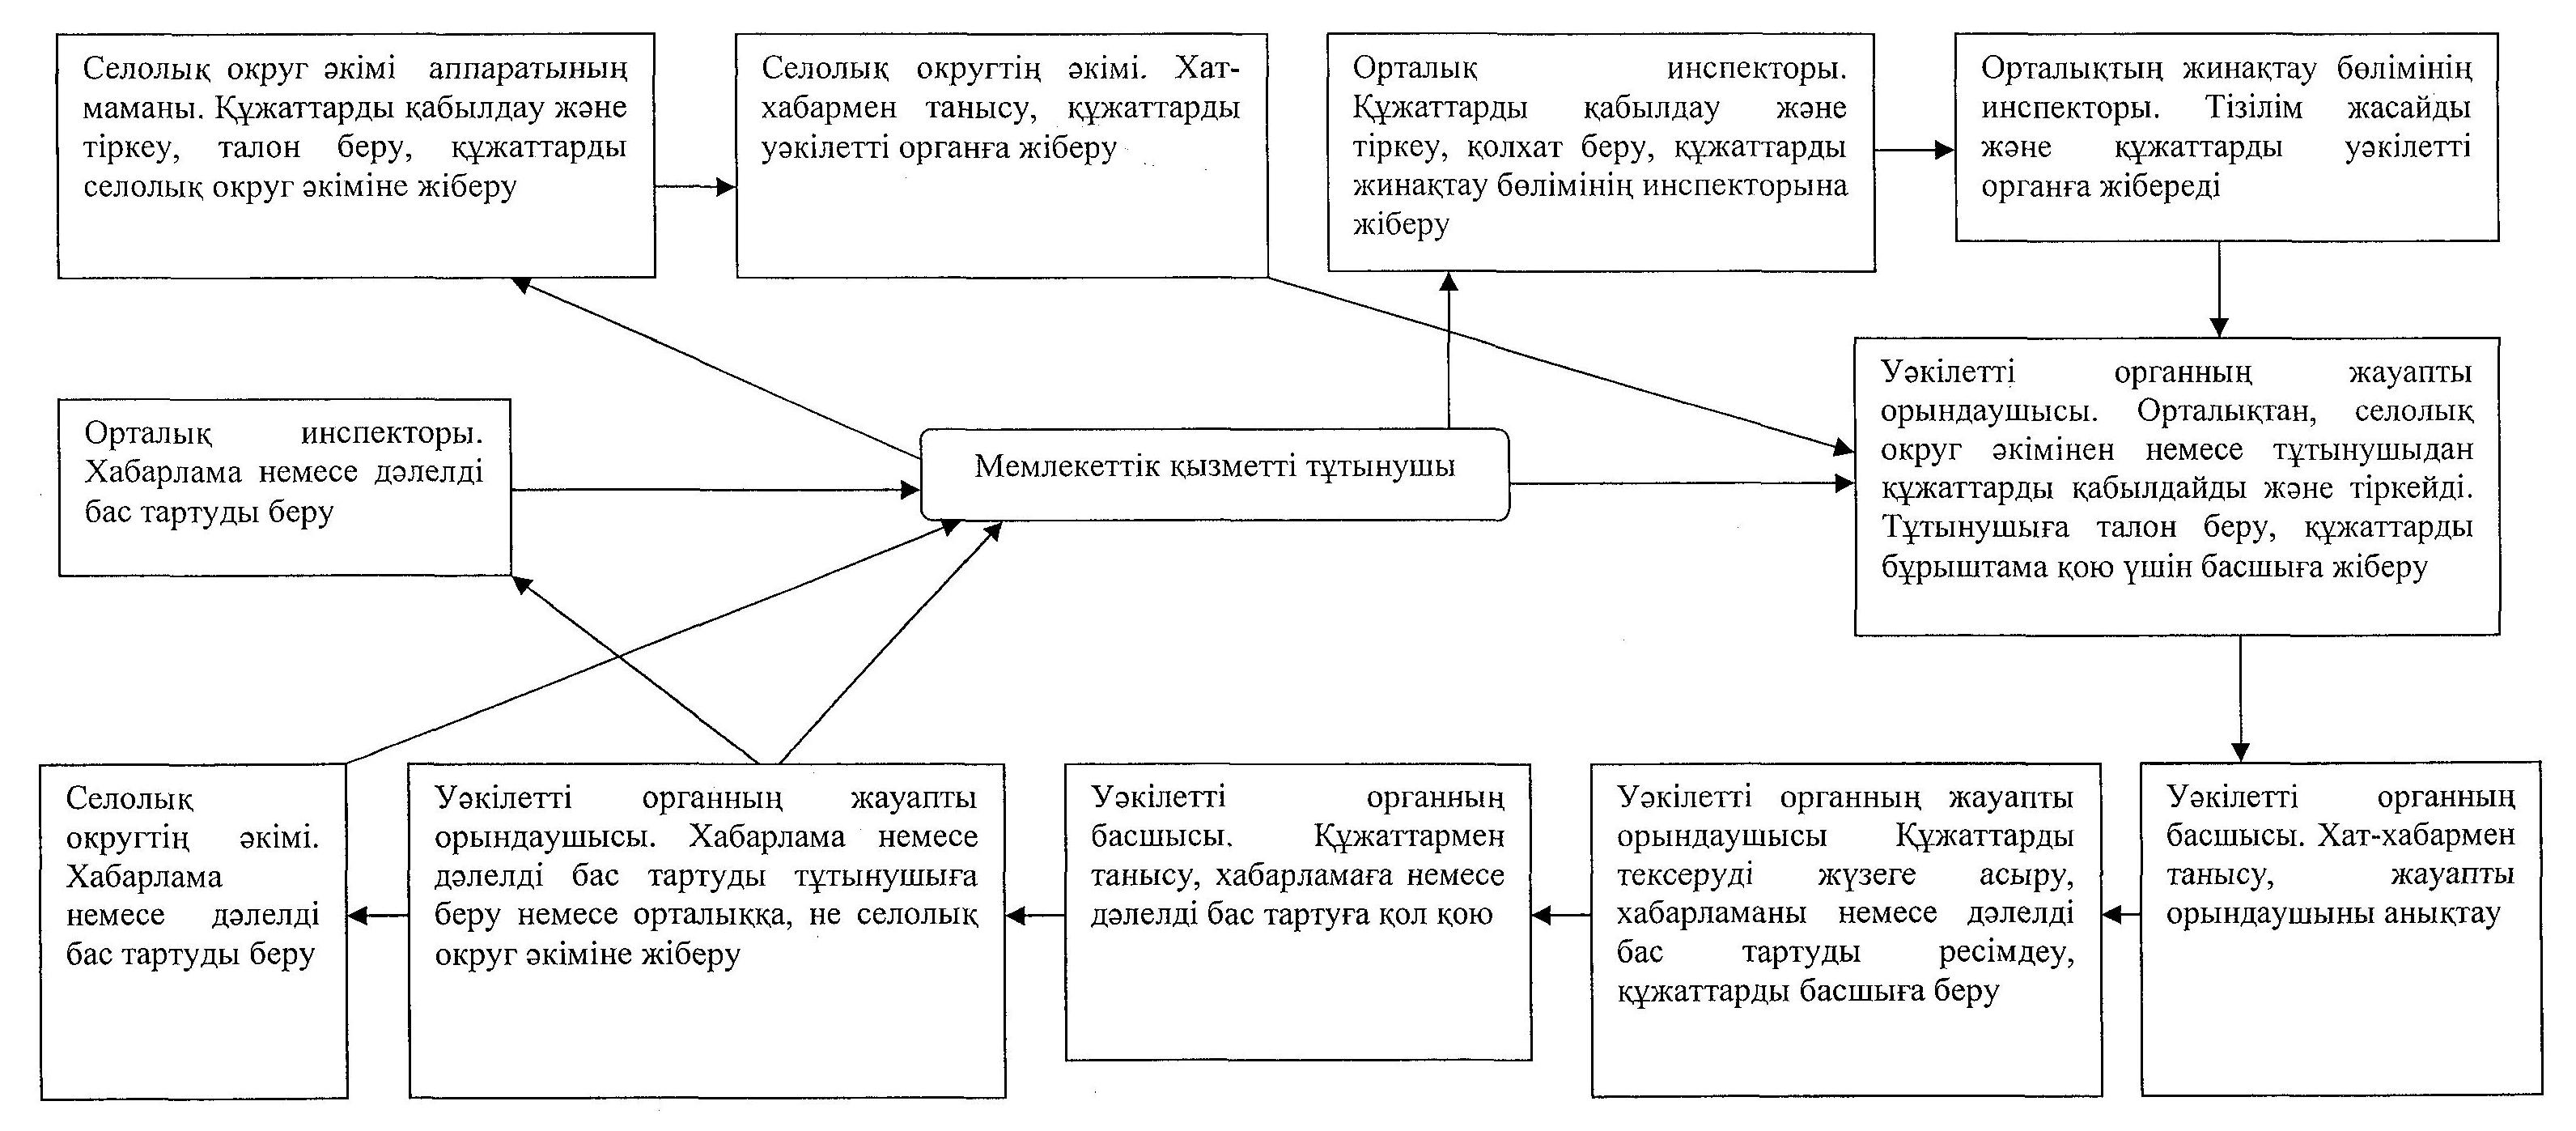 Селолық округ әкімі аппаратының
маманы. Құжаттарды қабылдау және
тіркеу, талон беру, құжаттарды
селолық округ әкіміне жіберу
Селолық округтің әкімі. Хат-
хабармен танысу, құжаттарды
уәкілетті органға жіберу
Орталық инспекторы.
Құжаттарды қабылдау және
тіркеу, қолхат беру, құжаттарды
жинақтау бөлімінің инспекторына
жіберу
Орталықтың жинақтау бөлімінің
инспекторы. Тізілім жасайды
және құжаттарды уәкілетті
органға жібереді
Орталық инспекторы.
Хабарлама немесе дәлелді
бас тартуды беру
Мемлекеттік қызметті тұтынушы
Уәкілетті органның жауапты
орындаушысы. Орталықтан, селолық
округ әкімінен немесе тұтынушыдан
құжаттарды қабылдайды және тіркейді.
Тұтынушыға талон беру, құжаттарды
бұрыштама қою үшін басшыға жіберу
Селолық
округтің әкімі.
Хабарлама
немесе дәлелді
бас тартуды беру
Уәкілетті органның жауапты
орындаушысы. Хабарлама немесе
дәлелді бас тартуды тұтынушыға
беру немесе орталыққа, не селолық
округ әкіміне жіберу
Уәкілетті органның
басшысы. Құжаттармен
танысу, хабарламаға немесе
дәлелді бас тартуға қол қою
Уәкілетті органның жауапты
орындаушысы Құжаттарды
тексеруді жүзеге асыру,
хабарламаны немесе дәлелді
бас тартуды ресімдеу,
құжаттарды басшыға беру
Уәкілетті органның
басшысы. Хат-хабармен
танысу, жауапты
орындаушыны анықтау